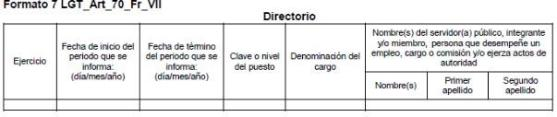 Formato 7 LGT_Art_70_Fr_VII
Directorio
Ejercicio
Fecha de inicio del
periodo que se
informa:
(día/mes/año)
Fecha de término
del periodo que se
informa:
(día/mes/año)
Clave o nivel
del puesto
Denominación del
cargo
Nombre(s) del servidor(a) público, integrante
y/o miembro, persona que desempeñe un
empleo, cargo o comisión y/o ejerza actos de
autoridad
Nombre(s)
Primer
apellido
Segundo
apellido